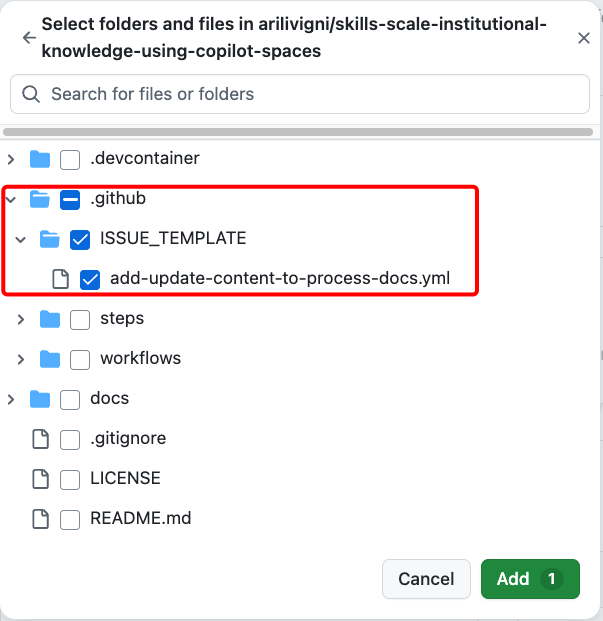 Select folders and files in arilivigni/skills-scale-institutional-
knowledge-using-copilot-spaces
Search for files or folders
.devcontainer
.github
ISSUE_TEMPLATE
add-update-content-to-process-docs.yml
steps
workflows
docs
.gitignore
LICENSE
README.md
Cancel
Add 1